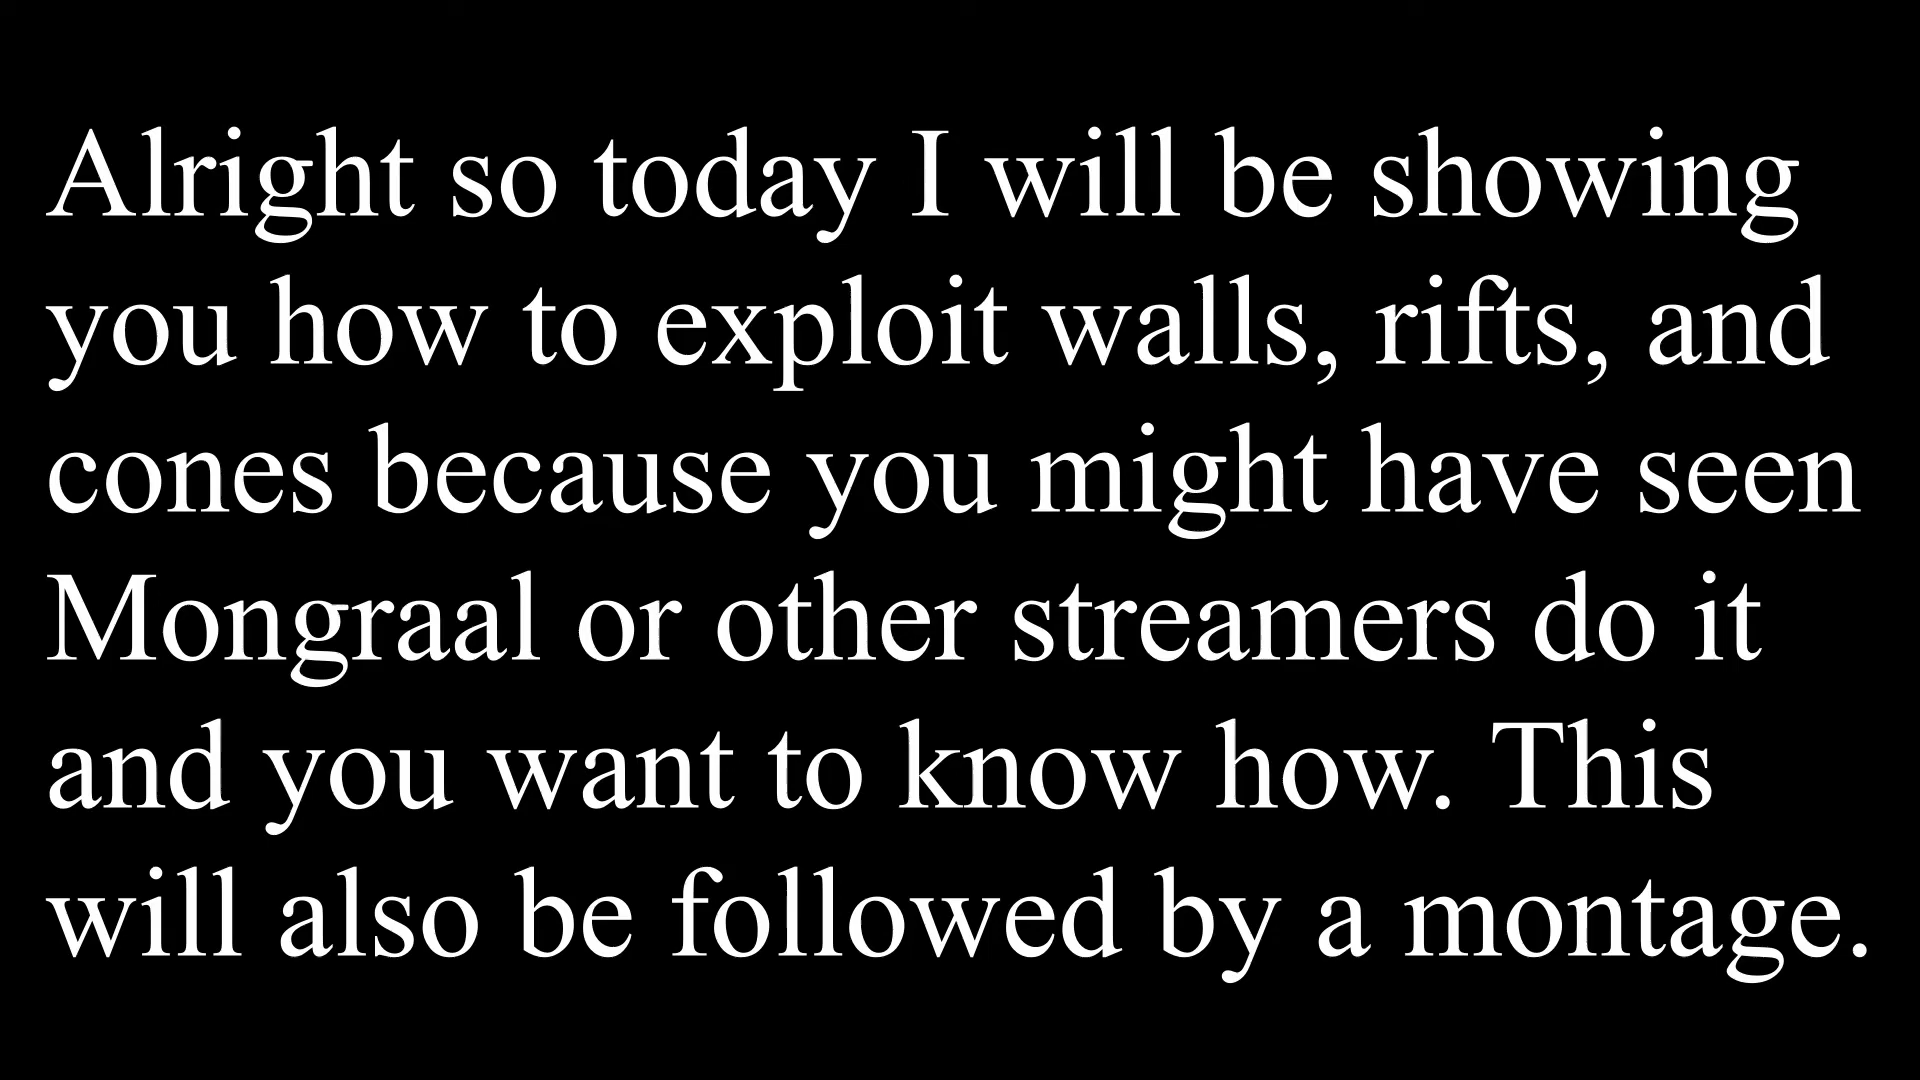 Alright so today I will be showing
you how to exploit walls, rifts, and
cones because you might have seen
Mongraal or other streamers do it
and you want to know how. This
will also be followed by a montage.